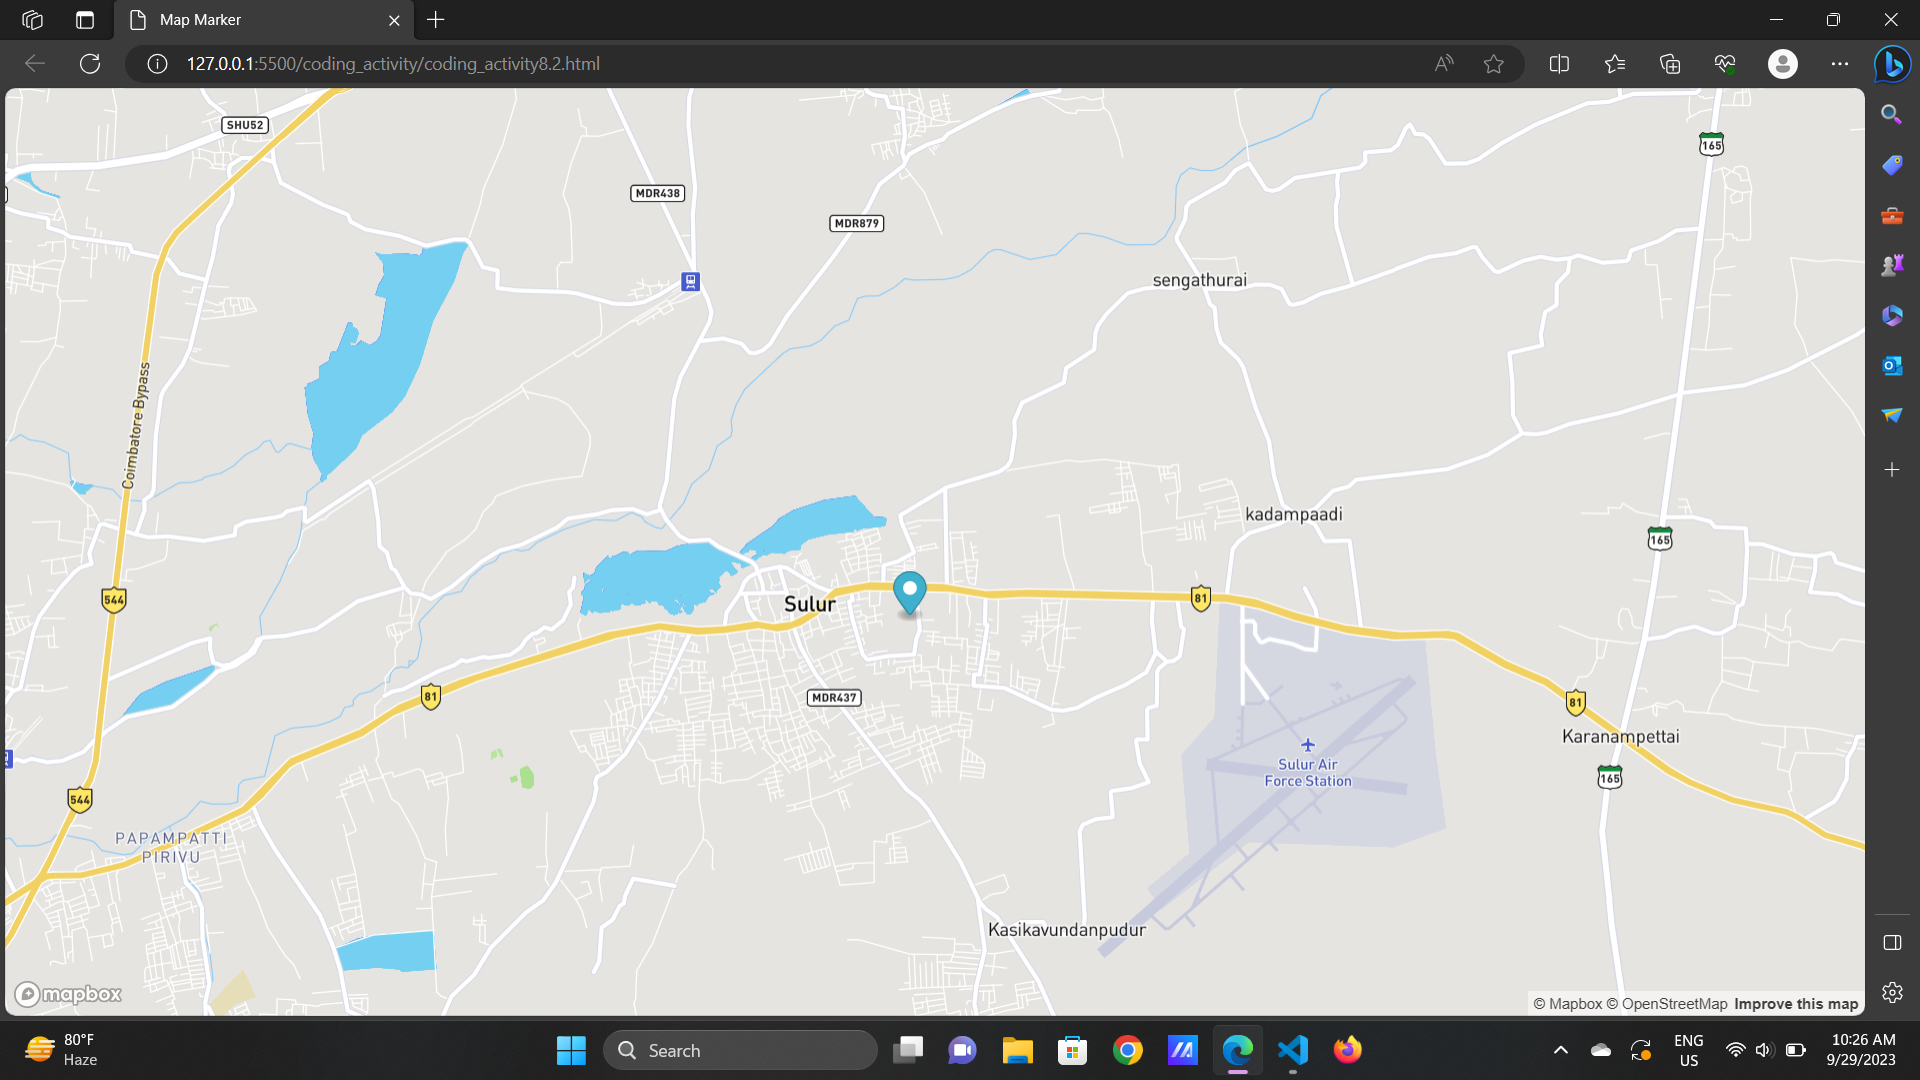 Map Marker
127.0.0.1:5500/coding_activity/coding_activity8.2.html
SHU52
165
MDR438
MDR879
sengathurai
Coimbatore Bypass
kadampaadi
165
544
81
Sulur
81
MDR437
81
Karanampettai
Sulur Air
Force Station
165
544
PAPAMPATTI
PIRIVU
Kasikavundanpudur
mapbox
© Mapbox © OpenStreetMap Improve this map
80°F
Haze
Search
ENG
US
10:26 AM
9/29/2023